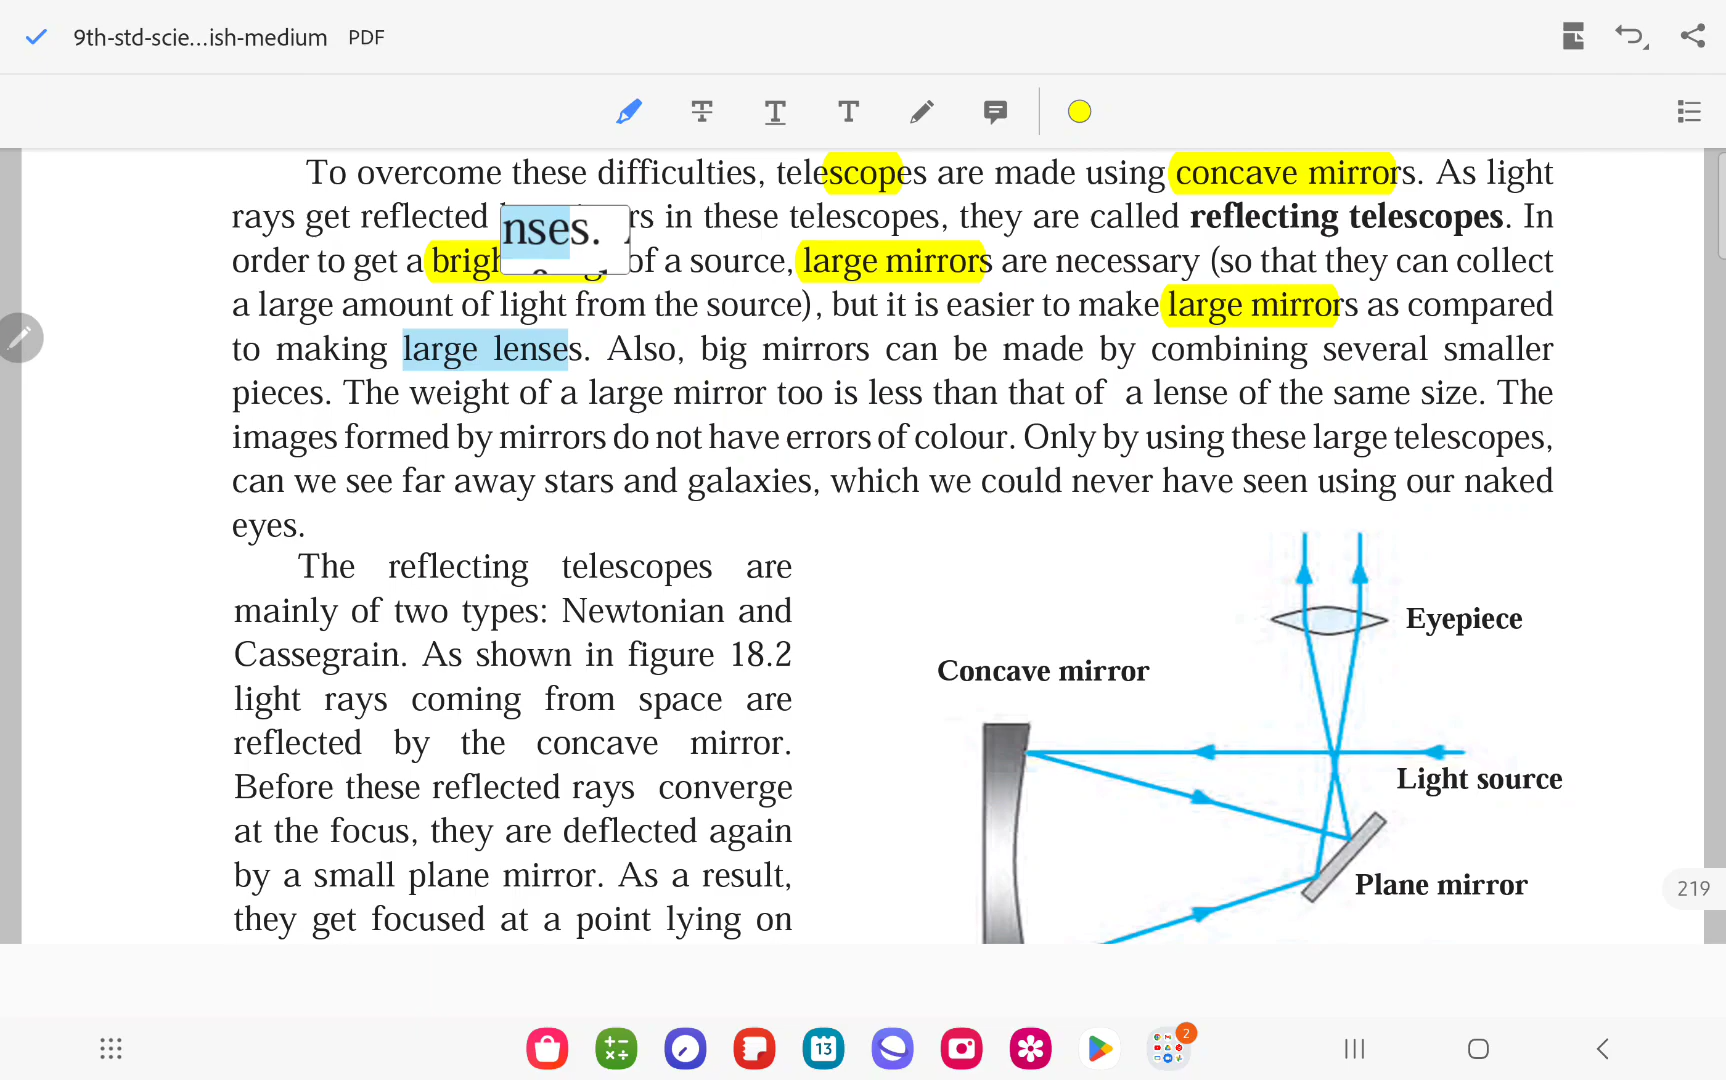 9th-std-scie...ish-medium PDF
To overcome these difficulties, telescopes are made using concave mirrors. As light
rays get reflected rs in these telescopes, they are called reflecting telescopes. In
nses.
order to get a brigh of a source, large mirrors are necessary (so that they can collect
a large amount of light from the source), but it is easier to make large mirrors as compared
to making large lenses. Also, big mirrors can be made by combining several smaller
pieces. The weight of a large mirror too is less than that of a lense of the same size. The
images formed by mirrors do not have errors of colour. Only by using these large telescopes,
can we see far away stars and galaxies, which we could never have seen using our naked
eyes.
The reflecting telescopes are
mainly of two types: Newtonian and
Cassegrain. As shown in figure 18.2
light rays coming from space are
reflected by the concave mirror.
Before these reflected rays converge
at the focus, they are deflected again
by a small plane mirror. As a result,
they get focused at a point lying on
Eyepiece
Concave mirror
Light source
Plane mirror
219
13
2